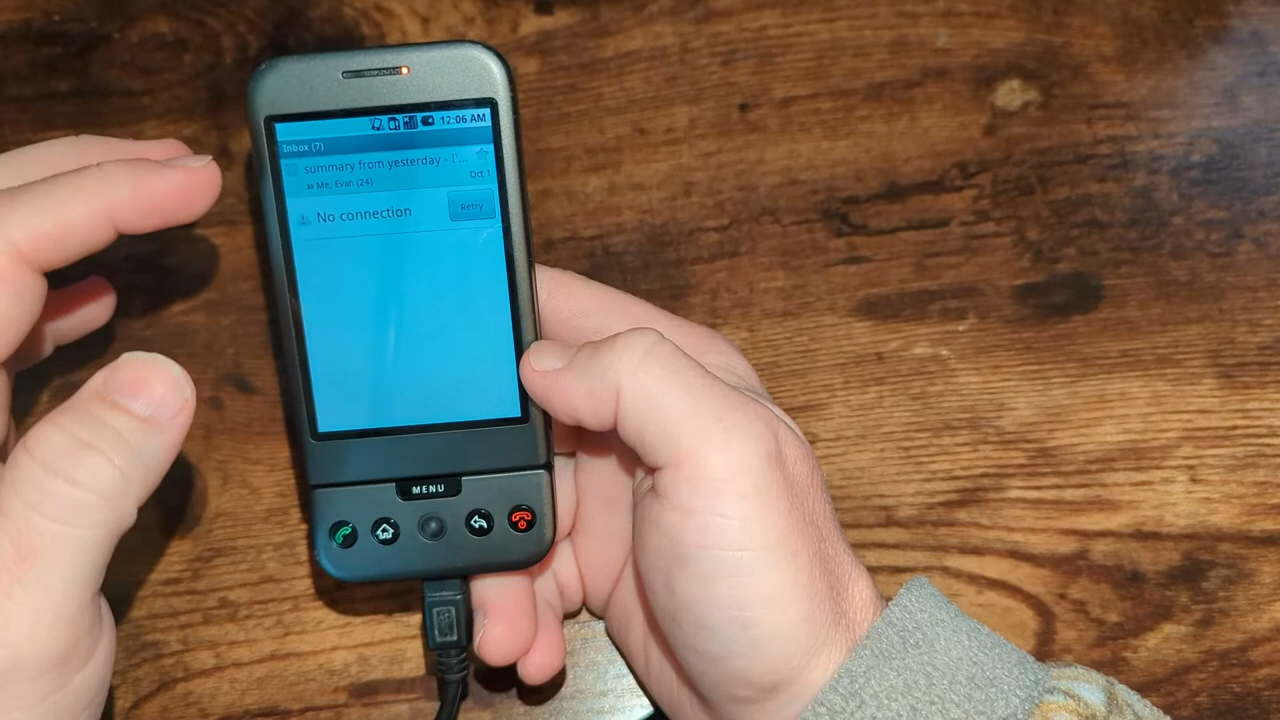 12:06 AM
Inbox (7)
summary from yesterday - I'...
» Me, Evan (24)
Oct 1
No connection
Retry
MENU